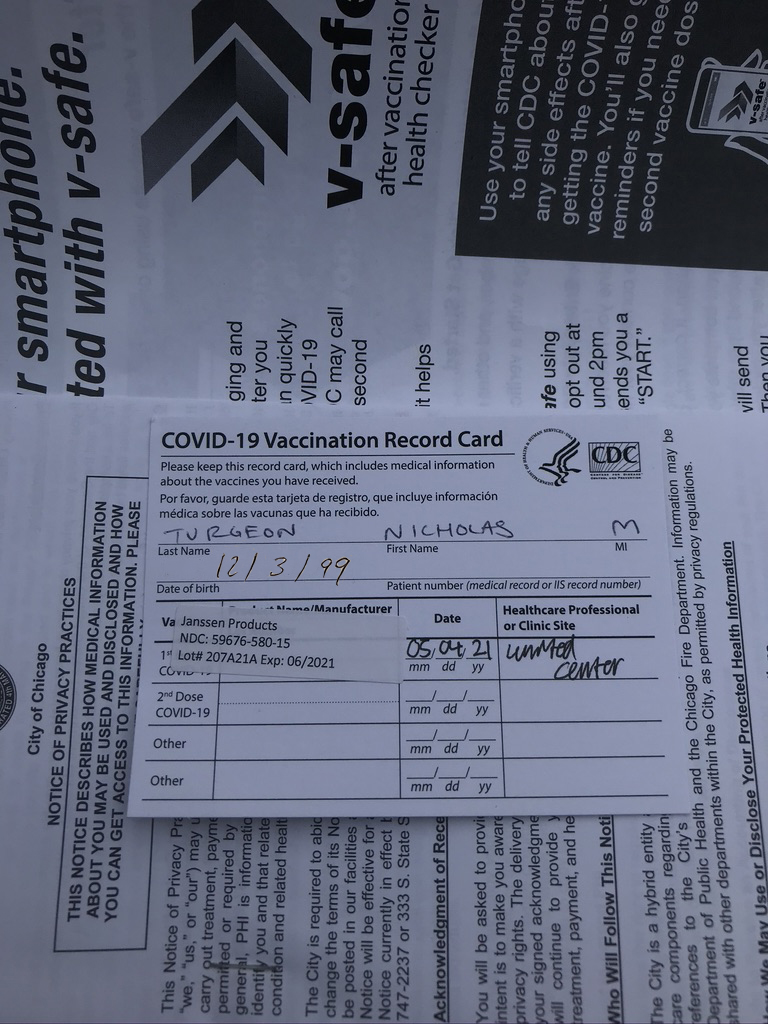 r smartphone.
ted with v-safe.
v-safe
after vaccination
health checker
Use your smartpho
to tell CDC abou
any side effects aft
getting the COVID-
vaccine. You'll also g
reminders if you need
second vaccine dos
v-safe
ging and
ter you
n quickly
VID-19
C may call
second
it helps
afe using
opt out at
und 2pm
ends you a
"START."
will send
Then you
COVID-19 Vaccination Record Card
Please keep this record card, which includes medical information
about the vaccines you have received.
Por favor, guarde esta tarjeta de registro, que incluye información
médica sobre las vacunas que ha recibido.
CDC
TURGEON NICHOLAS M
Last Name First Name MI
12/3/99
Date of birth Patient number (medical record or IIS record number)
Va Name/Manufacturer Date Healthcare Professional
or Clinic Site
Janssen Products
NDC: 59676-580-15
Lot# 207A21A Exp: 06/2021
1st
COVID-19
05 04 21
mm dd yy
united
center
2nd Dose
COVID-19
mm dd yy
Other
mm dd yy
Other
mm dd yy
City of Chicago
NOTICE OF PRIVACY PRACTICES
THIS NOTICE DESCRIBES HOW MEDICAL INFORMATION
ABOUT YOU MAY BE USED AND DISCLOSED AND HOW
YOU CAN GET ACCESS TO THIS INFORMATION. PLEASE
This Notice of Privacy Pra
"we," "us," or "our") may u
carry out treatment, payme
permitted or required by
general, PHI is informatio
identify you and that relate
condition and related healt
The City is required to abid
change the terms of its No
be posted in our facilities a
Notice will be effective for
Notice currently in effect b
747-2237 or 333 S. State S
Acknowledgment of Rece
You will be asked to provi
intent is to make you aware
privacy rights. The delivery
your signed acknowledgme
will continue to provide y
treatment, payment, and he
Who Will Follow This Noti
The City is a hybrid entity
care components regardin
references to the City's
Department of Public Health and the Chicago Fire Department. Information may be
shared with other departments within the City, as permitted by privacy regulations.
How We May Use or Disclose Your Protected Health Information